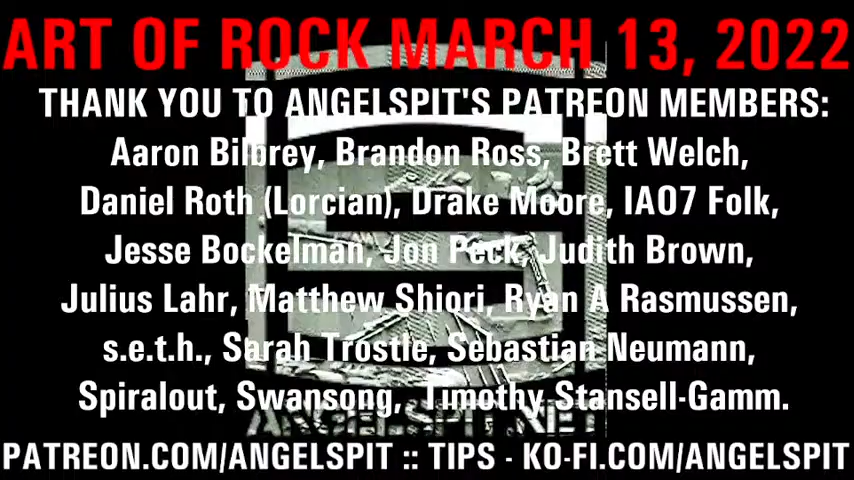 ART OF ROCK MARCH 13, 2022
THANK YOU TO ANGELSPIT'S PATREON MEMBERS:
Aaron Bilbrey, Brandon Ross, Brett Welch,
Daniel Roth (Lorcian), Drake Moore, IAO7 Folk,
Jesse Bockelman, Jon Peck, Judith Brown,
Julius Lahr, Matthew Shiori, Ryan A Rasmussen,
s.e.t.h., Sarah Trostle, Sebastian Neumann,
Spiralout, Swansong, Timothy Stansell-Gamm.
ANGELSPIT.NET
PATREON.COM/ANGELSPIT :: TIPS - KO-FI.COM/ANGELSPIT